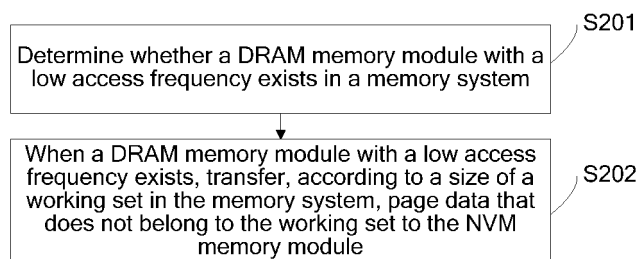 S201
Determine whether a DRAM memory module with a
low access frequency exists in a memory system
When a DRAM memory module with a low access
frequency exists, transfer, according to a size of a
working set in the memory system, page data that
does not belong to the working set to the NVM
memory module
S202